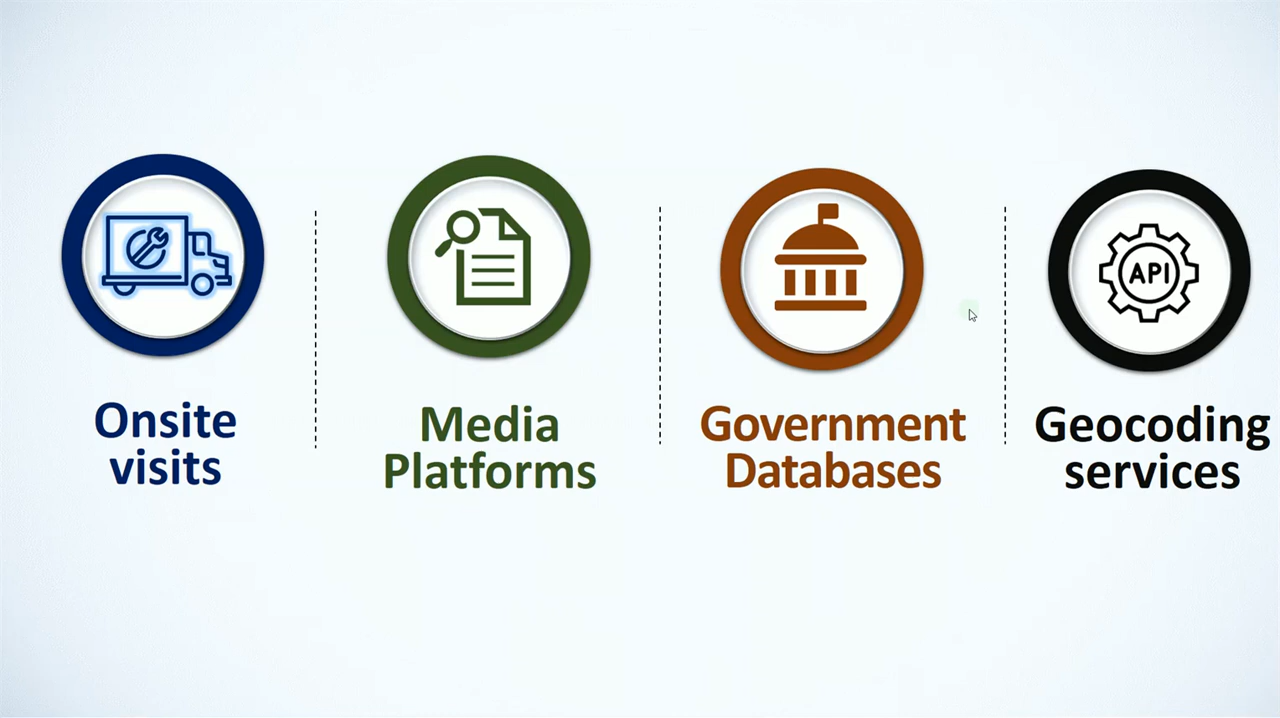 API
Onsite
visits
Media
Platforms
Government
Databases
Geocoding
services